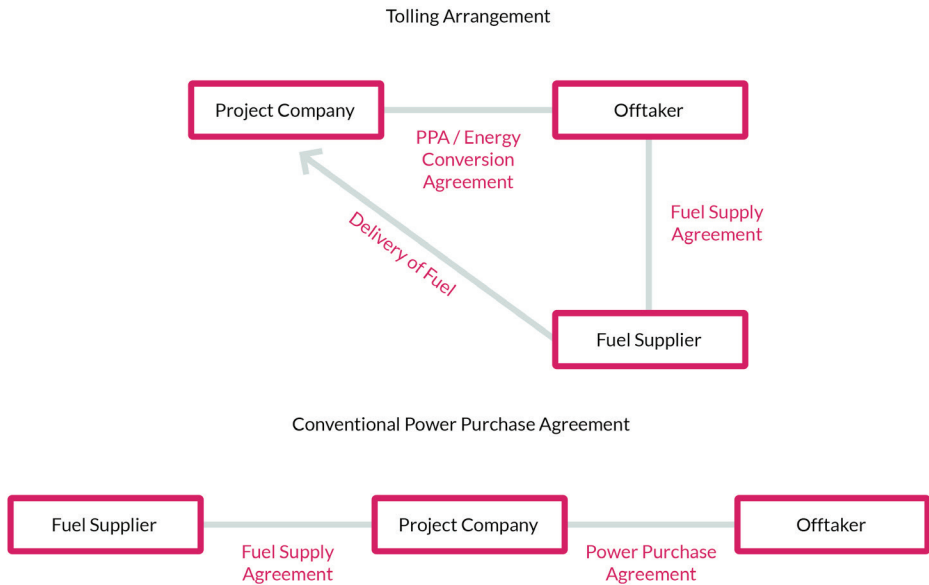 Tolling Arrangement
Project Company
Offtaker
PPA / Energy
Conversion
Agreement
Fuel Supply
Agreement
Delivery of Fuel
Fuel Supplier
Conventional Power Purchase Agreement
Fuel Supplier
Project Company
Offtaker
Fuel Supply
Agreement
Power Purchase
Agreement